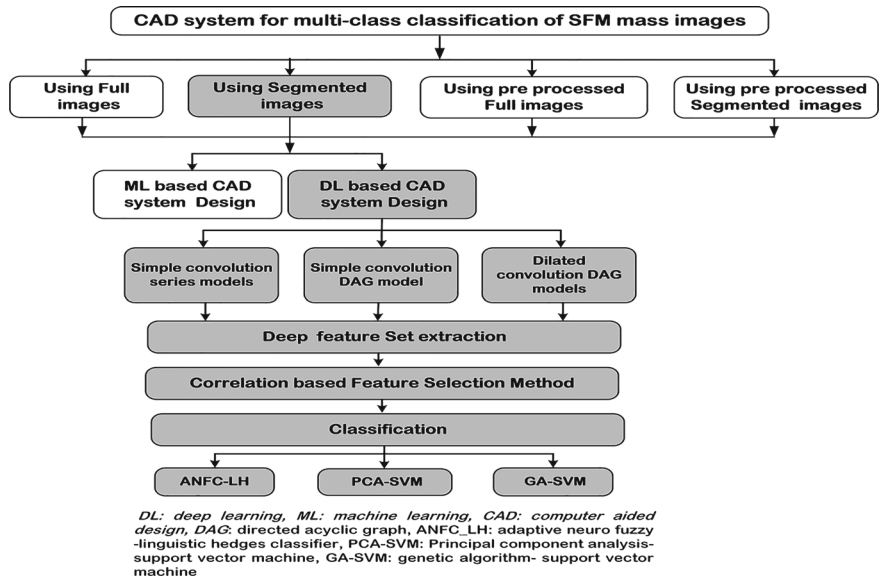 CAD system for multi-class classification of SFM mass images
Using Full
images
Using Segmented
images
Using pre processed
Full images
Using pre processed
Segmented images
ML based CAD
system Design
DL based CAD
system Design
Simple convolution
series models
Simple convolution
DAG model
Dilated
convolution DAG
models
Deep feature Set extraction
Correlation based Feature Selection Method
Classification
ANFC-LH
PCA-SVM
GA-SVM
DL: deep learning, ML: machine learning, CAD: computer aided
design, DAG: directed acyclic graph, ANFC_LH: adaptive neuro fuzzy
-linguistic hedges classifier, PCA-SVM: Principal component analysis-
support vector machine, GA-SVM: genetic algorithm- support vector
machine